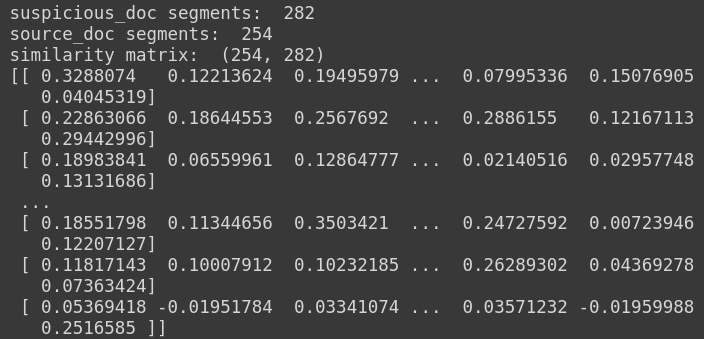 suspicious_doc segments:  282
source_doc segments:  254
similarity matrix:  (254, 282)
[[ 0.3288074   0.12213624  0.19495979 ...  0.07995336  0.15076905
   0.04045319]
 [ 0.22863066  0.18644553  0.2567692  ...  0.2886155   0.12167113
   0.29442996]
 [ 0.18983841  0.06559961  0.12864777 ...  0.02140516  0.02957748
   0.13131686]
 ...
 [ 0.18551798  0.11344656  0.3503421  ...  0.24727592  0.00723946
   0.12207127]
 [ 0.11817143  0.10007912  0.10232185 ...  0.26289302  0.04369278
   0.07363424]
 [ 0.05369418 -0.01951784  0.03341074 ...  0.03571232 -0.01959988
   0.2516585 ]]